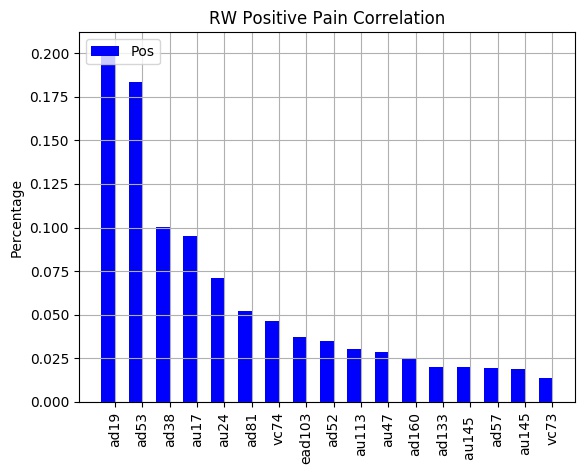 RW Positive Pain Correlation
Pos
Percentage
0.200
0.175
0.150
0.125
0.100
0.075
0.050
0.025
0.000
ad19
ad53
ad38
au17
au24
ad81
vc74
ead103
ad52
au113
au47
ad160
ad133
au145
ad57
au145
vc73